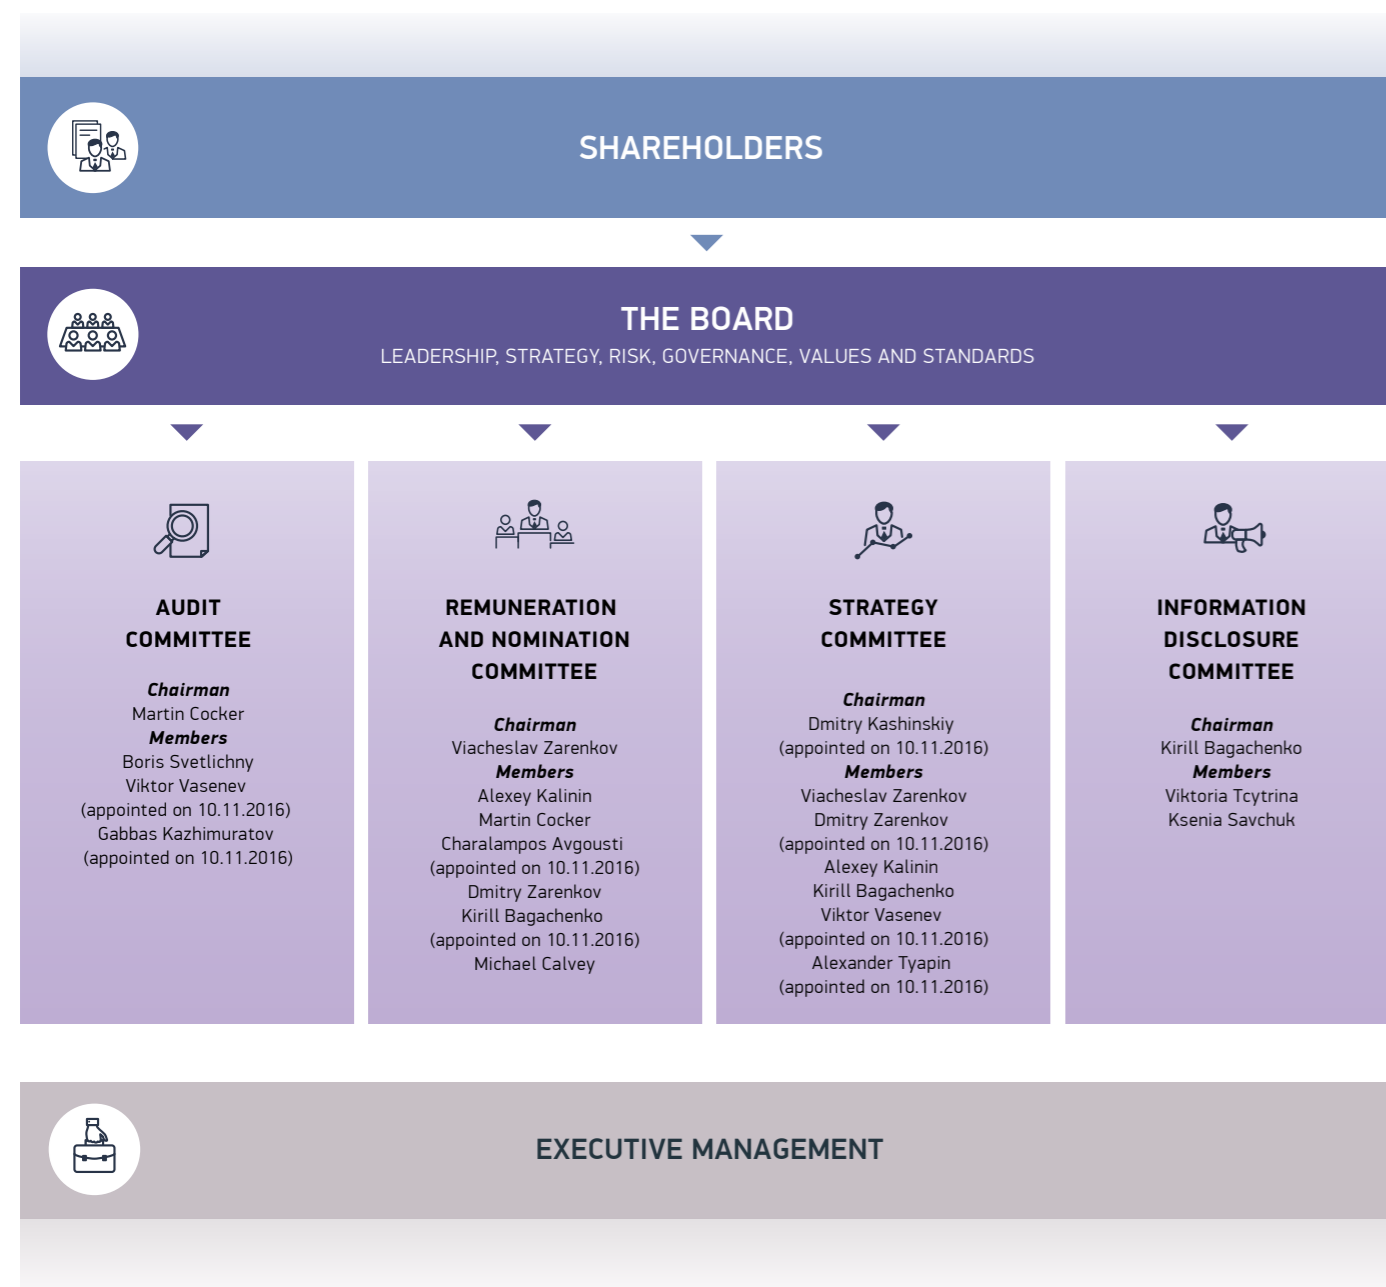 SHAREHOLDERS
THE BOARD
LEADERSHIP, STRATEGY, RISK, GOVERNANCE, VALUES AND STANDARDS
AUDIT
COMMITTEE
Chairman
Martin Cocker
Members
Boris Svetlichny
Viktor Vasenev
(appointed on 10.11.2016)
Gabbas Kazhimuratov
(appointed on 10.11.2016)
REMUNERATION
AND NOMINATION
COMMITTEE
Chairman
Viacheslav Zarenkov
Members
Alexey Kalinin
Martin Cocker
Charalampos Avgousti
(appointed on 10.11.2016)
Dmitry Zarenkov
Kirill Bagachenko
(appointed on 10.11.2016)
Michael Calvey
STRATEGY
COMMITTEE
Chairman
Dmitry Kashinskiy
(appointed on 10.11.2016)
Members
Viacheslav Zarenkov
Dmitry Zarenkov
(appointed on 10.11.2016)
Alexey Kalinin
Kirill Bagachenko
Viktor Vasenev
(appointed on 10.11.2016)
Alexander Tyapin
(appointed on 10.11.2016)
INFORMATION
DISCLOSURE
COMMITTEE
Chairman
Kirill Bagachenko
Members
Viktoria Tcytrina
Ksenia Savchuk
EXECUTIVE MANAGEMENT